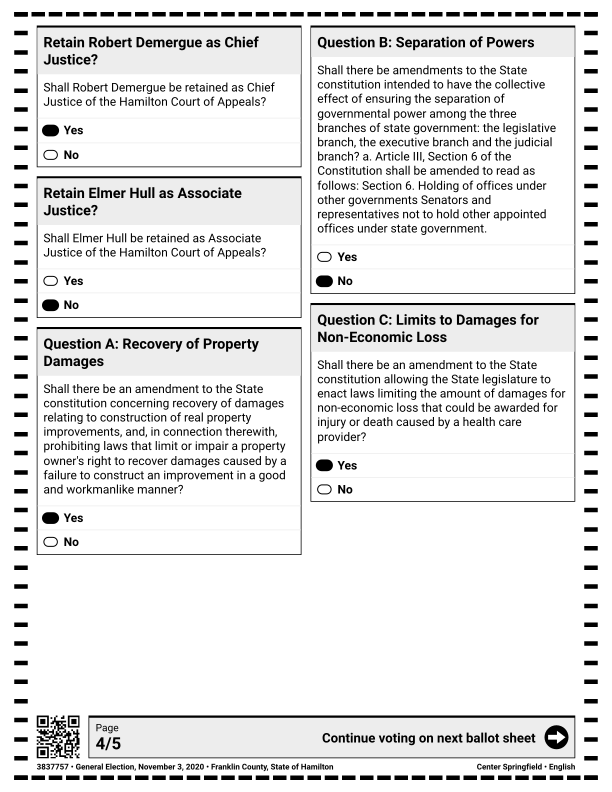 Retain Robert Demergue as Chief
Justice?
Shall Robert Demergue be retained as Chief
Justice of the Hamilton Court of Appeals?
Yes
No
Retain Elmer Hull as Associate
Justice?
Shall Elmer Hull be retained as Associate
Justice of the Hamilton Court of Appeals?
Yes
No
Question A: Recovery of Property
Damages
Shall there be an amendment to the State
constitution concerning recovery of damages
relating to construction of real property
improvements, and, in connection therewith,
prohibiting laws that limit or impair a property
owner's right to recover damages caused by a
failure to construct an improvement in a good
and workmanlike manner?
Yes
No
Question B: Separation of Powers
Shall there be amendments to the State
constitution intended to have the collective
effect of ensuring the separation of
governmental power among the three
branches of state government: the legislative
branch, the executive branch and the judicial
branch? a. Article III, Section 6 of the
Constitution shall be amended to read as
follows: Section 6. Holding of offices under
other governments Senators and
representatives not to hold other appointed
offices under state government.
Yes
No
Question C: Limits to Damages for
Non-Economic Loss
Shall there be an amendment to the State
constitution allowing the State legislature to
enact laws limiting the amount of damages for
non-economic loss that could be awarded for
injury or death caused by a health care
provider?
Yes
No
Page
4/5
Continue voting on next ballot sheet
3837757 • General Election, November 3, 2020 • Franklin County, State of Hamilton
Center Springfield • English